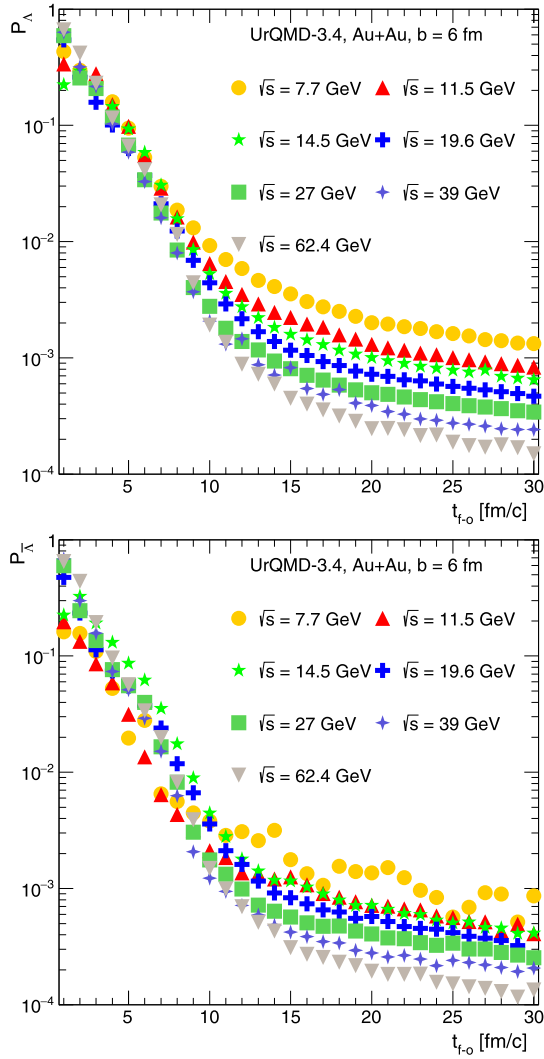 P_Λ
UrQMD-3.4, Au+Au, b = 6 fm
1
√s = 7.7 GeV √s = 11.5 GeV
10⁻¹
√s = 14.5 GeV √s = 19.6 GeV
√s = 27 GeV √s = 39 GeV
10⁻²
√s = 62.4 GeV
10⁻³
10⁻⁴
5 10 15 20 25 30
t_f-o [fm/c]
P_Λ̅
1
UrQMD-3.4, Au+Au, b = 6 fm
√s = 7.7 GeV √s = 11.5 GeV
10⁻¹
√s = 14.5 GeV √s = 19.6 GeV
√s = 27 GeV √s = 39 GeV
10⁻²
√s = 62.4 GeV
10⁻³
10⁻⁴
5 10 15 20 25 30
t_f-o [fm/c]